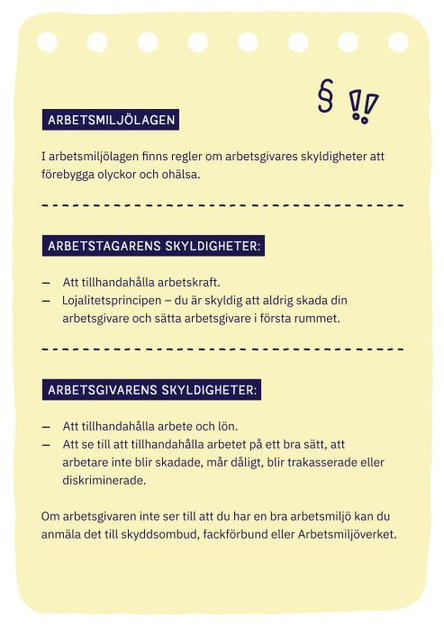 § !!
ARBETSMILJÖLAGEN
I arbetsmiljölagen finns regler om arbetsgivares skyldigheter att
förebygga olyckor och ohälsa.
ARBETSTAGARENS SKYLDIGHETER:
– Att tillhandahålla arbetskraft.
– Lojalitetsprincipen – du är skyldig att aldrig skada din
arbetsgivare och sätta arbetsgivare i första rummet.
ARBETSGIVARENS SKYLDIGHETER:
– Att tillhandahålla arbete och lön.
– Att se till att tillhandahålla arbetet på ett bra sätt, att
arbetare inte blir skadade, mår dåligt, blir trakasserade eller
diskriminerade.
Om arbetsgivaren inte ser till att du har en bra arbetsmiljö kan du
anmäla det till skyddsombud, fackförbund eller Arbetsmiljöverket.